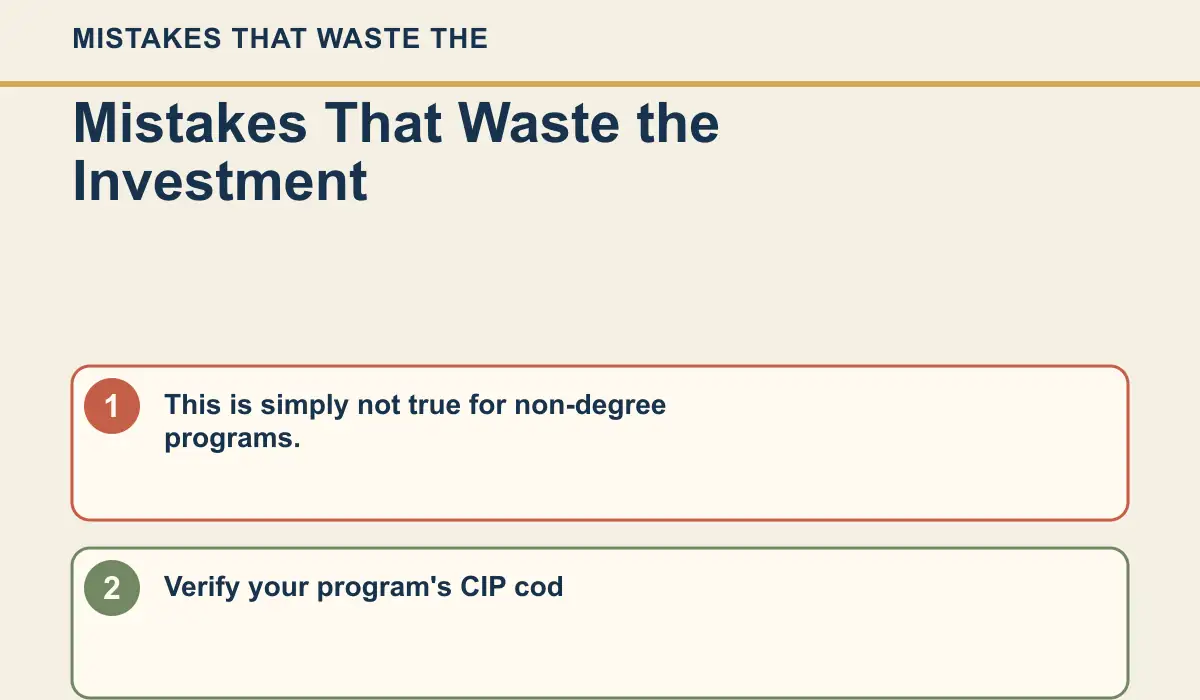 MISTAKES THAT WASTE THE
Mistakes That Waste the
Investment
1
This is simply not true for non-degree
programs.
2
Verify your program's CIP cod